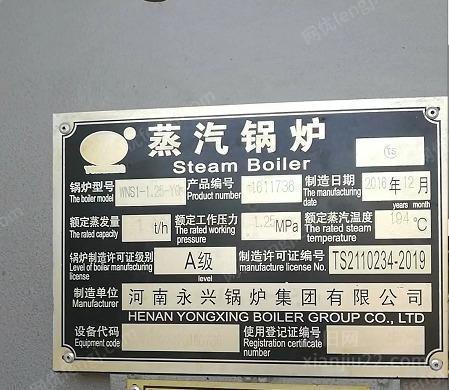 蒸汽锅炉
Steam Boiler
TS
锅炉型号 WNS1-1.25-YQ 产品编号 1611736 制造日期 2016 年 12 月
The boiler model Product number years month
额定蒸发量 1 t/h 额定工作压力 1.25 MPa 额定蒸汽温度 194 ℃
The rated capacity The rated working pressure The rated steam temperature
锅炉制造许可证级别 A级 制造许可证编号 TS2110234-2019
Level of boiler manufacturing license level manufacture license No.
制造单位 河南永兴锅炉集团有限公司
Manufacturer HENAN YONGXING BOILER GROUP CO., LTD
设备代码 使用登记证编号
Equipment code Registration certificate number